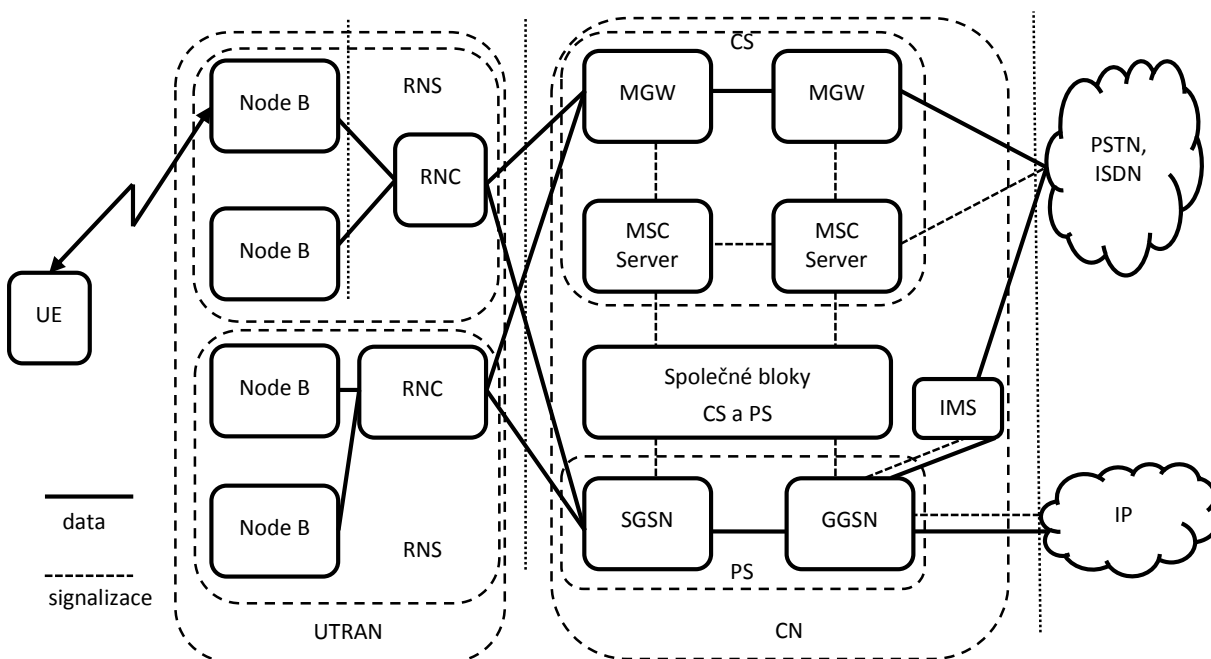 CS
RNS
Node B
MGW
MGW
PSTN,
ISDN
RNC
Node B
MSC
Server
MSC
Server
UE
Node B
RNC
Společné bloky
CS a PS
IMS
data
Node B
SGSN
GGSN
IP
RNS
PS
signalizace
UTRAN
CN